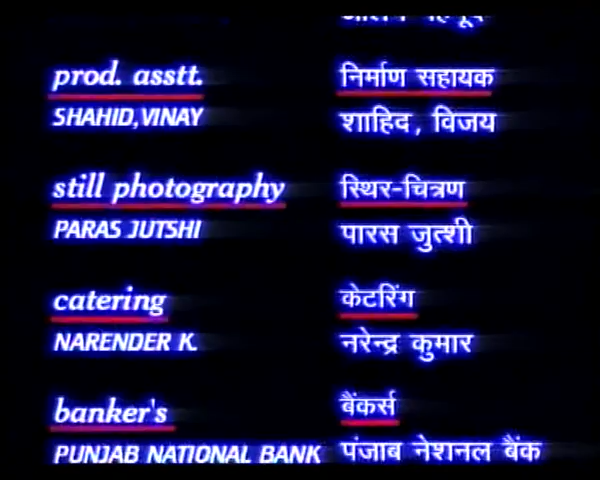 prod. asstt. निर्माण सहायक
SHAHID, VINAY शाहिद, विजय
still photography स्थिर-चित्रण
PARAS JUTSHI पारस जुत्शी
catering केटरिंग
NARENDER K. नरेन्द्र कुमार
banker's बैंकर्स
PUNJAB NATIONAL BANK पंजाब नेशनल बैंक